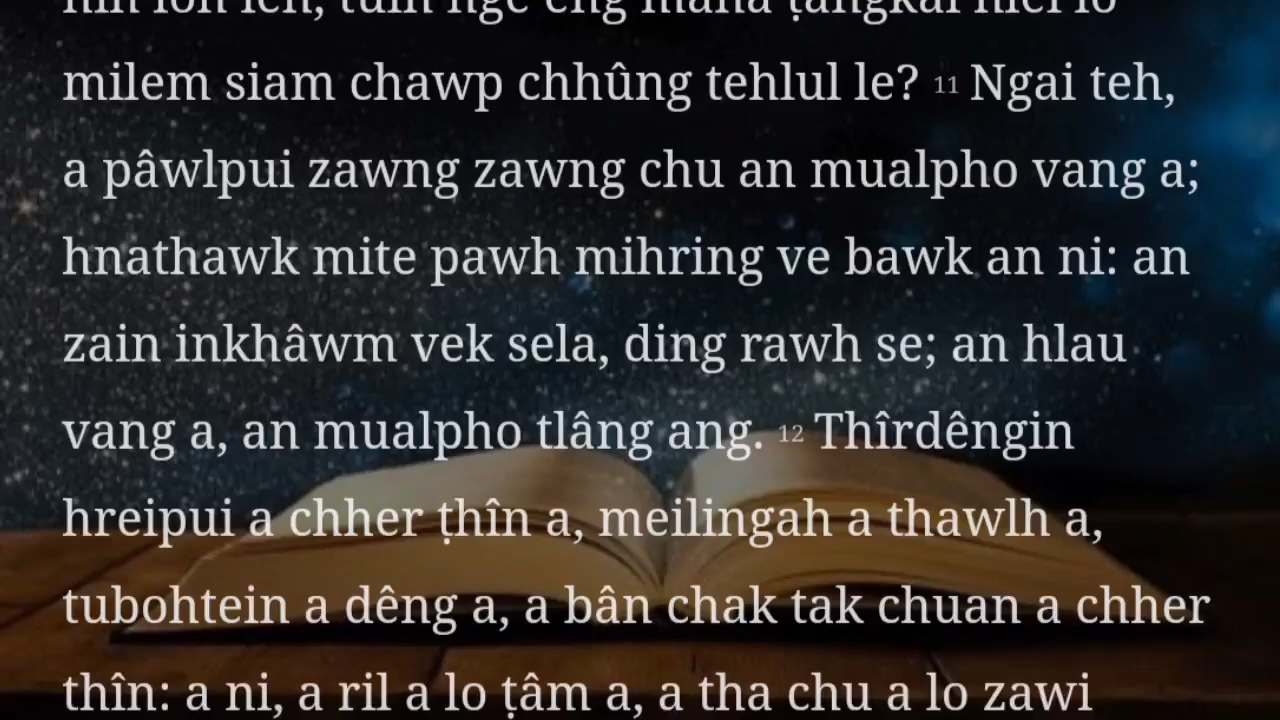 milem siam chawp chhûng tehlul le? 11 Ngai teh,
a pâwlpui zawng zawng chu an mualpho vang a;
hnathawk mite pawh mihring ve bawk an ni: an
zain inkhâwm vek sela, ding rawh se; an hlau
vang a, an mualpho tlâng ang. 12 Thîrdêngin
hreipui a chher ṭhîn a, meilingah a thawlh a,
tubohtein a dêng a, a bân chak tak chuan a chher
thîn: a ni, a ril a lo ṭâm a, a tha chu a lo zawi